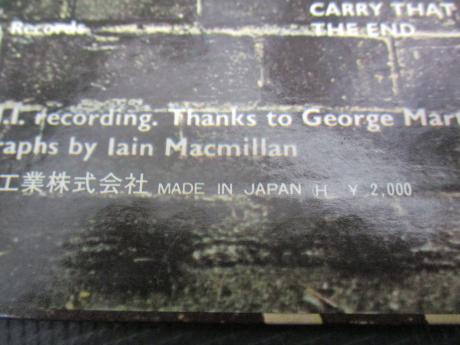 CARRY THAT
Records THE END
.I. recording. Thanks to George Mar
raphs by Iain Macmillan
工業株式会社 MADE IN JAPAN (H) ¥ 2,000